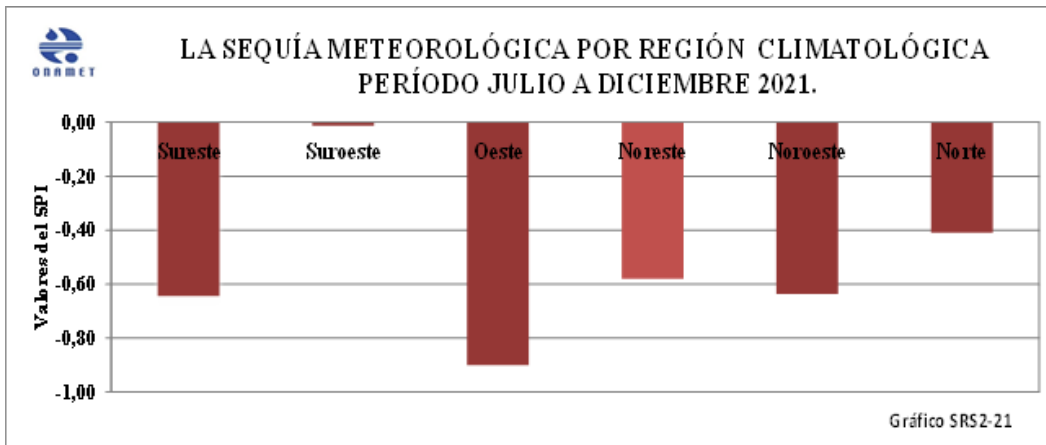 ONAMET
LA SEQUÍA METEOROLÓGICA POR REGIÓN CLIMATOLÓGICA
PERÍODO JULIO A DICIEMBRE 2021.
Valores del SPI
0,00
-0,20
-0,40
-0,60
-0,80
-1,00
Sureste
Suroeste
Oeste
Noreste
Noroeste
Norte
Gráfico SRS2-21